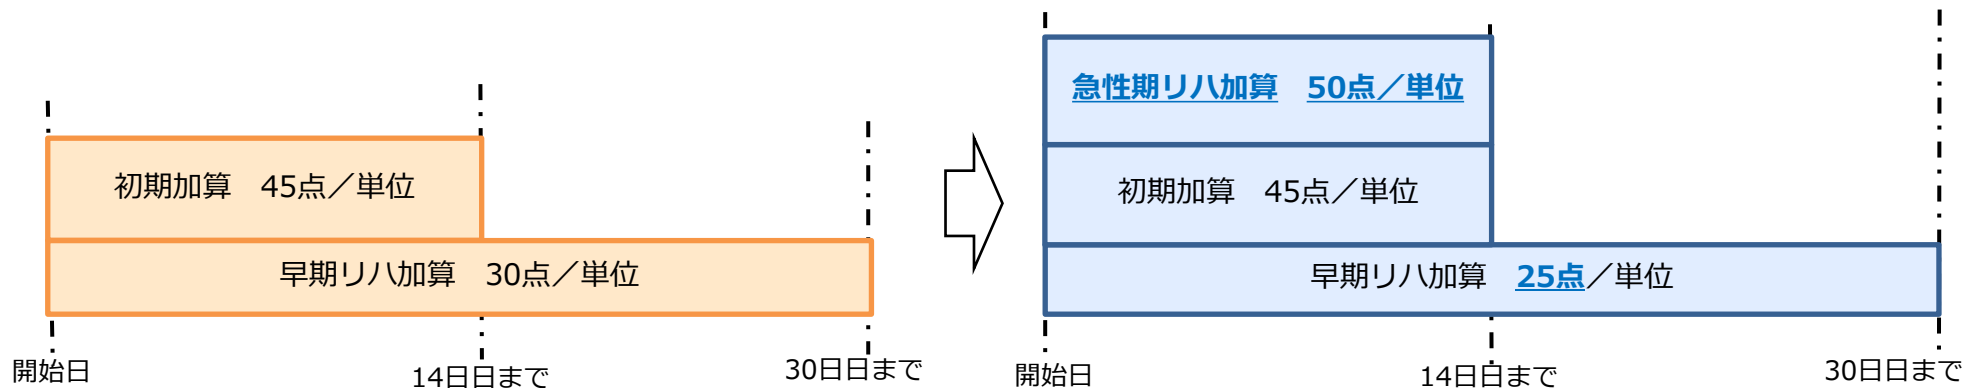 初期加算　45点／単位
早期リハ加算　30点／単位
開始日
14日日まで
30日日まで
急性期リハ加算　50点／単位
初期加算　45点／単位
早期リハ加算　25点／単位
開始日
14日日まで
30日日まで